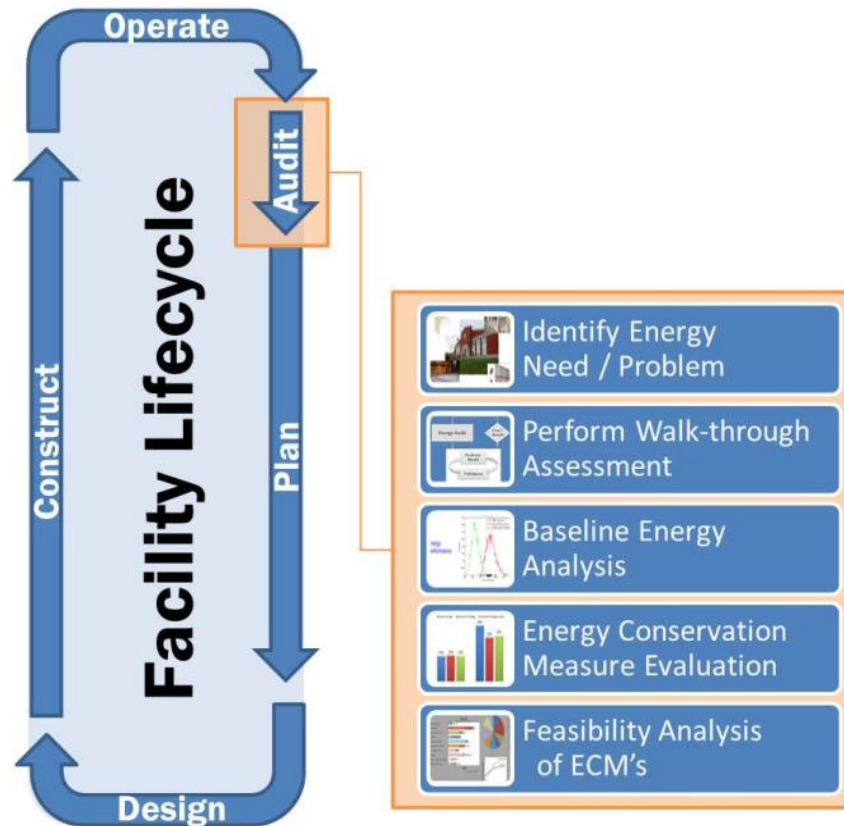 Operate
Audit
Facility Lifecycle
Construct
Plan
Design
Identify Energy
Need / Problem
Perform Walk-through
Assessment
Baseline Energy
Analysis
Energy Conservation
Measure Evaluation
Feasibility Analysis
of ECM's